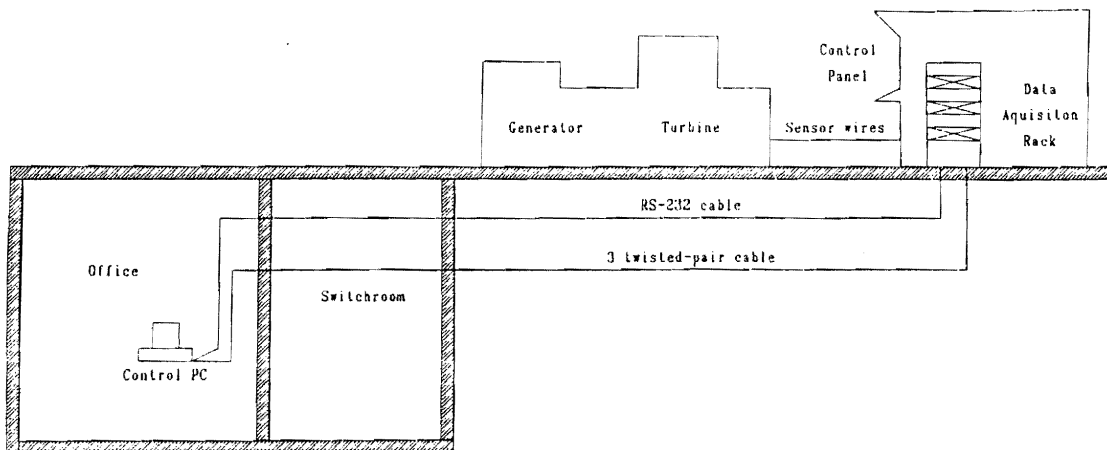 Control
Panel
Data
Aquisiton
Rack
Generator
Turbine
Sensor wires
RS-232 cable
3 twisted-pair cable
Office
Switchroom
Control PC